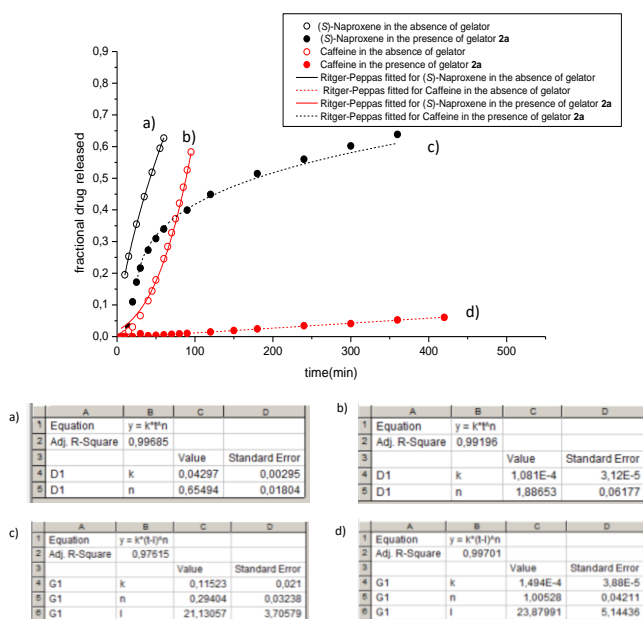 (S)-Naproxene in the absence of gelator
(S)-Naproxene in the presence of gelator 2a
Caffeine in the absence of gelator
Caffeine in the presence of gelator 2a
Ritger-Peppas fitted for (S)-Naproxene in the absence of gelator
Ritger-Peppas fitted for Caffeine in the absence of gelator
Ritger-Peppas fitted for (S)-Naproxene in the presence of gelator 2a
Ritger-Peppas fitted for Caffeine in the presence of gelator 2a
fractional drug released
0,9
0,8
0,7
0,6
0,5
0,4
0,3
0,2
0,1
0,0
a)
b)
c)
d)
0 100 200 300 400 500
time(min)
a)
A B C D
1 Equation y = k*t^n
2 Adj. R-Square 0,99685
3 Value Standard Error
4 D1 k 0,04297 0,00295
5 D1 n 0,65494 0,01804
b)
A B C D
1 Equation y = k*t^n
2 Adj. R-Square 0,99196
3 Value Standard Error
4 D1 k 1,081E-4 3,12E-5
5 D1 n 1,88653 0,06177
c)
A B C D
1 Equation y = k*(t-l)^n
2 Adj. R-Square 0,97615
3 Value Standard Error
4 G1 k 0,11523 0,021
5 G1 n 0,29404 0,03238
6 G1 l 21,13057 3,70579
d)
A B C D
1 Equation y = k*(t-l)^n
2 Adj. R-Square 0,99701
3 Value Standard Error
4 G1 k 1,494E-4 3,88E-5
5 G1 n 1,00528 0,04211
6 G1 l 23,87991 5,14436